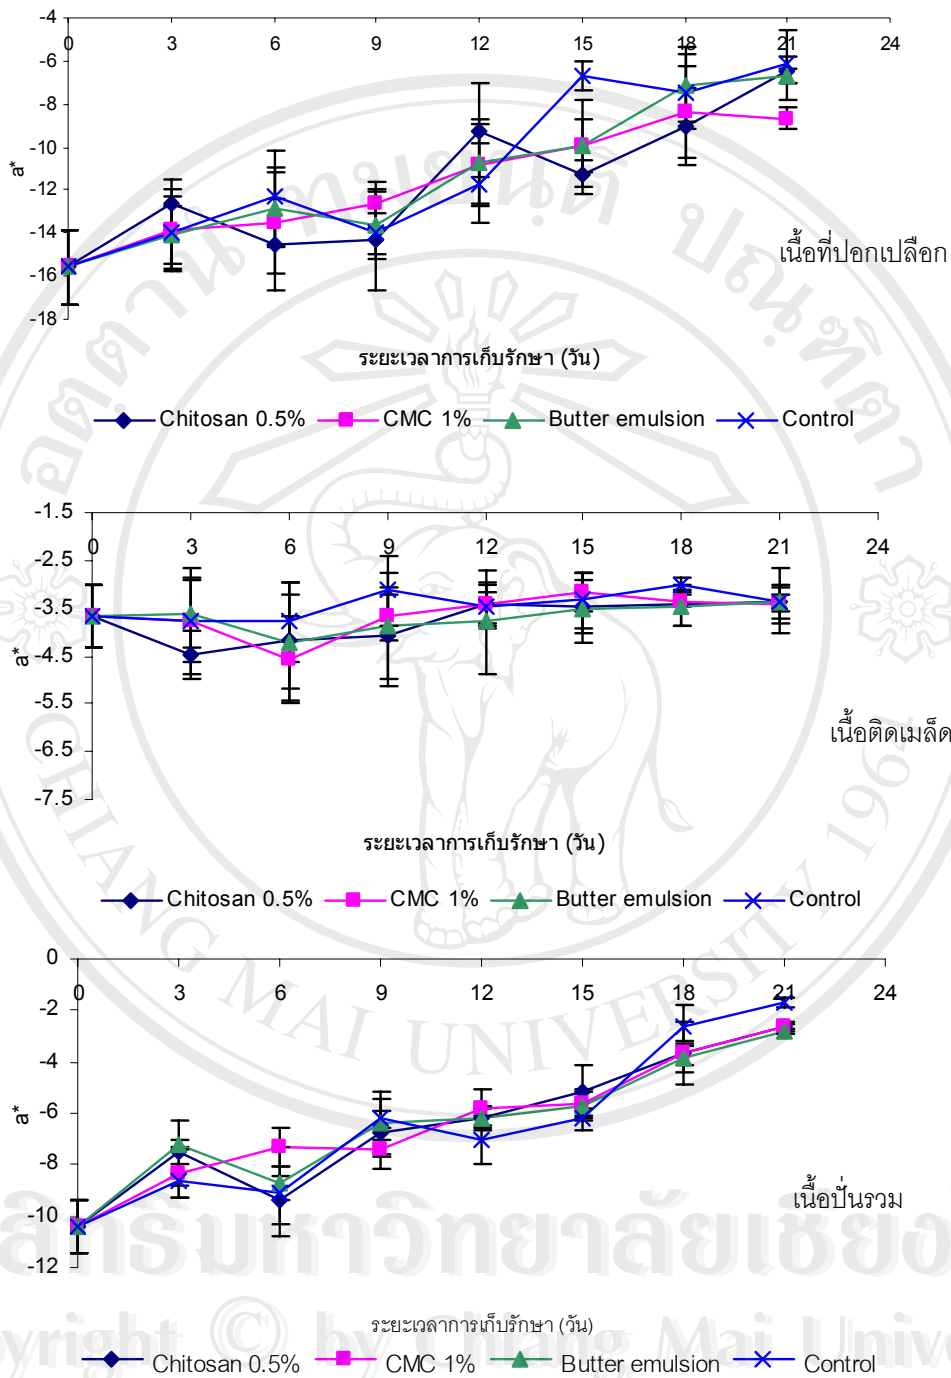 -4
0 3 6 9 12 15 18 21 24
-6
-8
-10
a*
-12
-14
เนื้อที่ปอกเปลือก
-16
-18
ระยะเวลาการเก็บรักษา (วัน)
Chitosan 0.5% CMC 1% Butter emulsion Control
-1.5
0 3 6 9 12 15 18 21 24
-2.5
-3.5
a*
-4.5
-5.5
เนื้อติดเมล็ด
-6.5
-7.5
ระยะเวลาการเก็บรักษา (วัน)
Chitosan 0.5% CMC 1% Butter emulsion Control
0
0 3 6 9 12 15 18 21 24
-2
-4
a*
-6
-8
เนื้อปั่นรวม
-10
-12
ระยะเวลาการเก็บรักษา (วัน)
Chitosan 0.5% CMC 1% Butter emulsion Control
CHIANG MAI UNIVERSITY 1964